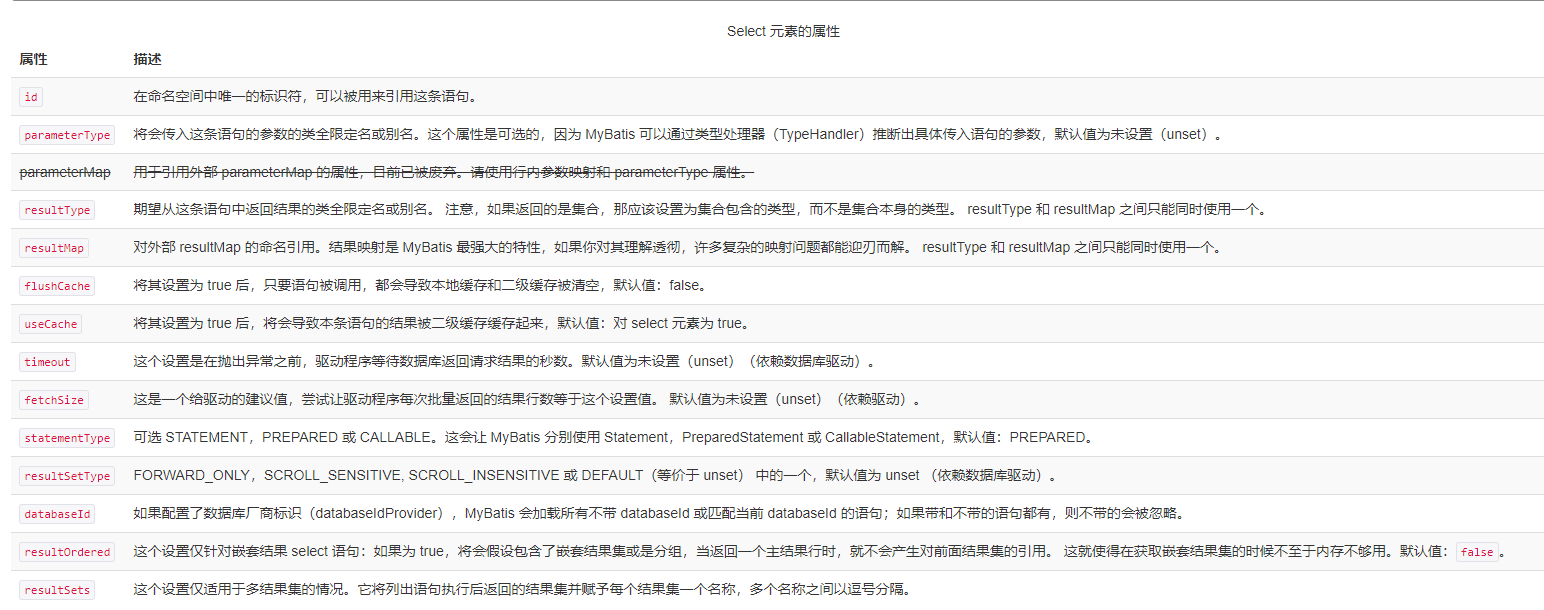 Select 元素的属性
属性 描述
id 在命名空间中唯一的标识符，可以被用来引用这条语句。
parameterType 将会传入这条语句的参数的类全限定名或别名。这个属性是可选的，因为 MyBatis 可以通过类型处理器（TypeHandler）推断出具体传入语句的参数，默认值为未设置（unset）。
parameterMap 用于引用外部 parameterMap 的属性，目前已被废弃。请使用行内参数映射和 parameterType 属性。
resultType 期望从这条语句中返回结果的类全限定名或别名。 注意，如果返回的是集合，那应该设置为集合包含的类型，而不是集合本身的类型。 resultType 和 resultMap 之间只能同时使用一个。
resultMap 对外部 resultMap 的命名引用。结果映射是 MyBatis 最强大的特性，如果你对其理解透彻，许多复杂的映射问题都能迎刃而解。 resultType 和 resultMap 之间只能同时使用一个。
flushCache 将其设置为 true 后，只要语句被调用，都会导致本地缓存和二级缓存被清空，默认值：false。
useCache 将其设置为 true 后，将会导致本条语句的结果被二级缓存缓存起来，默认值：对 select 元素为 true。
timeout 这个设置是在抛出异常之前，驱动程序等待数据库返回请求结果的秒数。默认值为未设置（unset）（依赖数据库驱动）。
fetchSize 这是一个给驱动的建议值，尝试让驱动程序每次批量返回的结果行数等于这个设置值。 默认值为未设置（unset）（依赖驱动）。
statementType 可选 STATEMENT，PREPARED 或 CALLABLE。这会让 MyBatis 分别使用 Statement，PreparedStatement 或 CallableStatement，默认值：PREPARED。
resultSetType FORWARD_ONLY，SCROLL_SENSITIVE, SCROLL_INSENSITIVE 或 DEFAULT（等价于 unset） 中的一个，默认值为 unset （依赖数据库驱动）。
databaseId 如果配置了数据库厂商标识（databaseIdProvider），MyBatis 会加载所有不带 databaseId 或匹配当前 databaseId 的语句；如果带和不带的语句都有，则不带的会被忽略。
resultOrdered 这个设置仅针对嵌套结果 select 语句：如果为 true，将会假设包含了嵌套结果集或是分组，当返回一个主结果行时，就不会产生对前面结果集的引用。 这就使得在获取嵌套结果集的时候不至于内存不够用。默认值：false。
resultSets 这个设置仅适用于多结果集的情况。它将列出语句执行后返回的结果集并赋予每个结果集一个名称，多个名称之间以逗号分隔。